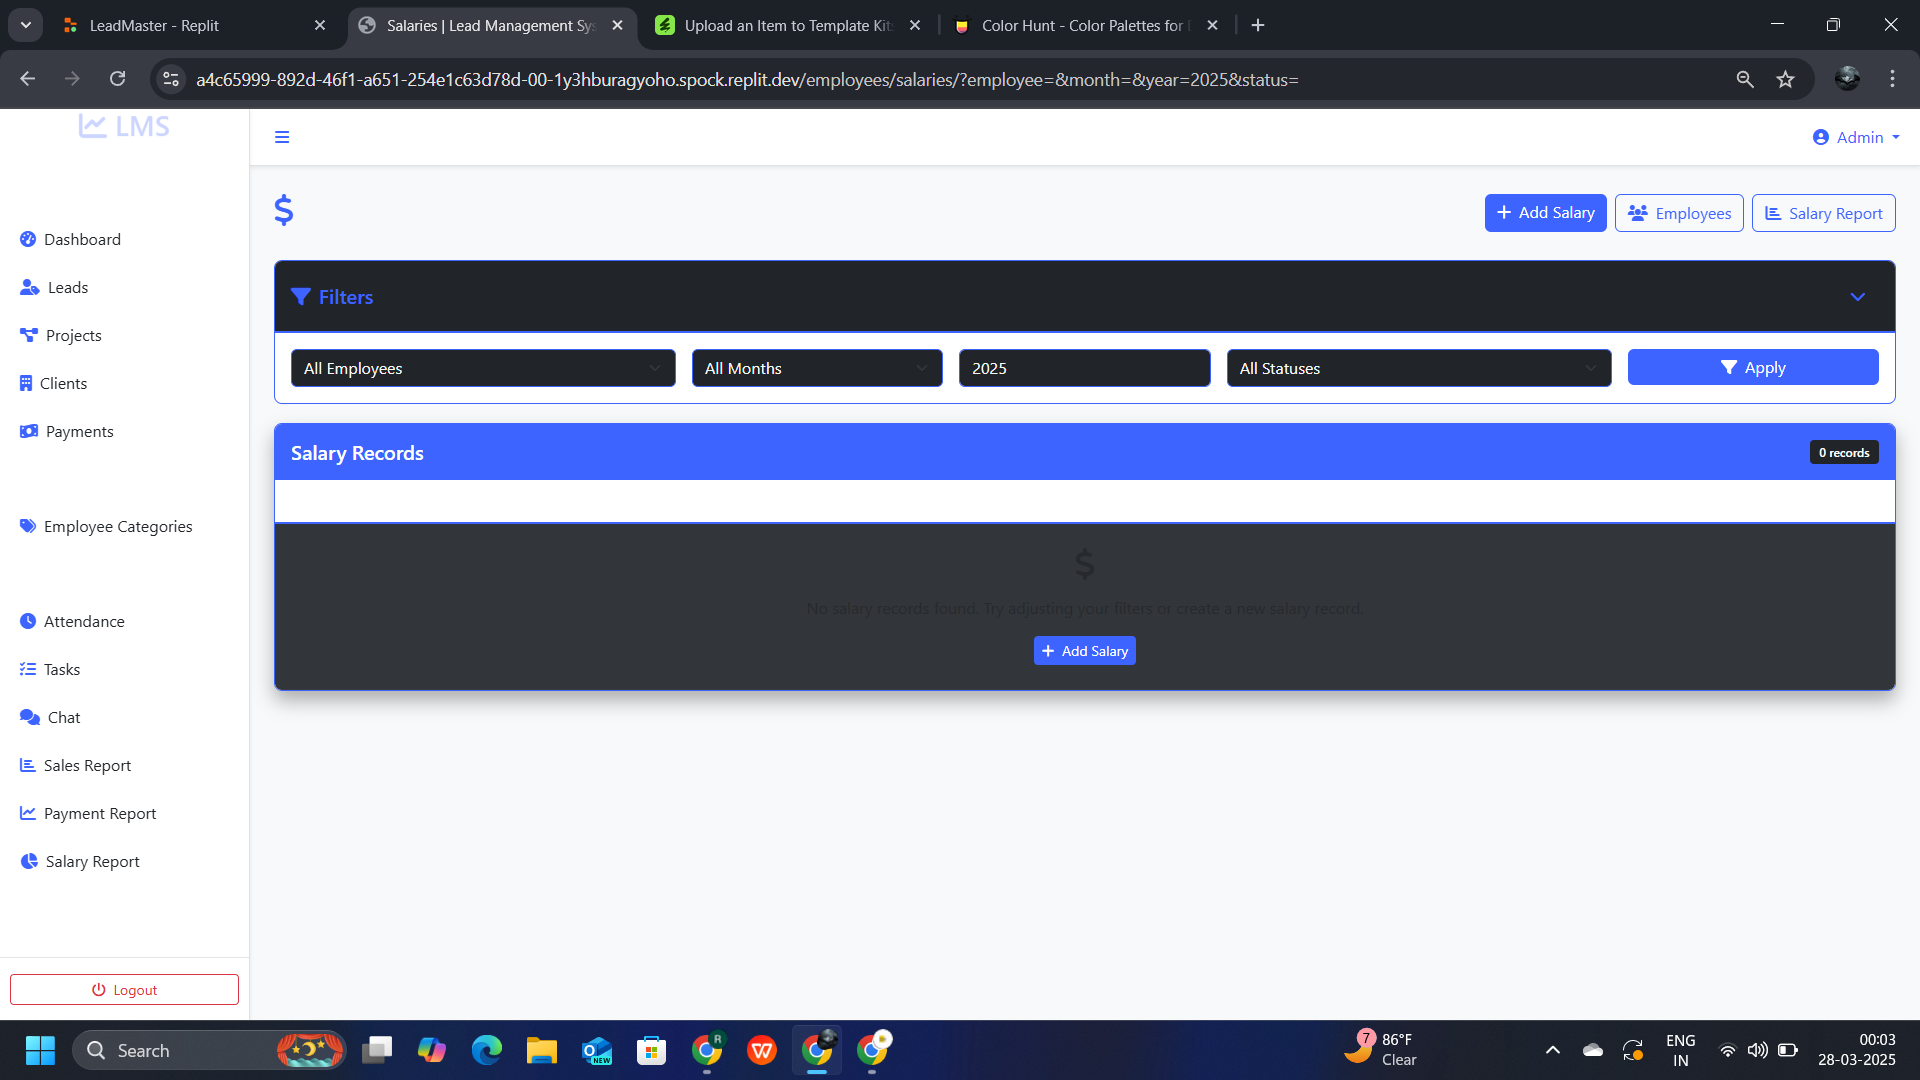 LeadMaster - Replit
Salaries | Lead Management Sys
Upload an Item to Template Kit
Color Hunt - Color Palettes for
a4c65999-892d-46f1-a651-254e1c63d78d-00-1y3hburagyoho.spock.replit.dev/employees/salaries/?employee=&month=&year=2025&status=
LMS
Admin
Dashboard
Leads
Projects
Clients
Payments
Employee Categories
Attendance
Tasks
Chat
Sales Report
Payment Report
Salary Report
Logout
$
Add Salary
Employees
Salary Report
Filters
All Employees
All Months
2025
All Statuses
Apply
Salary Records
0 records
$
No salary records found. Try adjusting your filters or create a new salary record.
Add Salary
Search
NEW
R
W
7
86°F
Clear
ENG
IN
00:03
28-03-2025